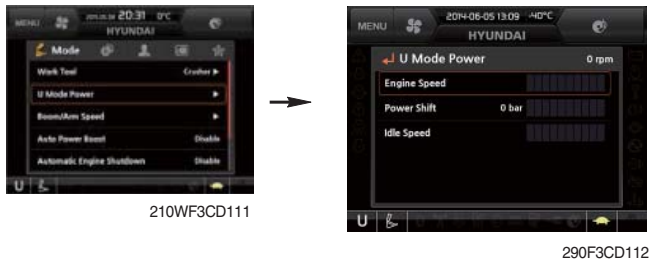 MENU 20:31 0°C
HYUNDAI
Mode
Work Tool Crusher
U Mode Power
Boom/Arm Speed
Auto Power Boost Disable
Automatic Engine Shutdown Disable
U
210WF3CD111
MENU 2014-06-05 13:09 -40°C
HYUNDAI
U Mode Power 0 rpm
Engine Speed
Power Shift 0 bar
Idle Speed
U
290F3CD112